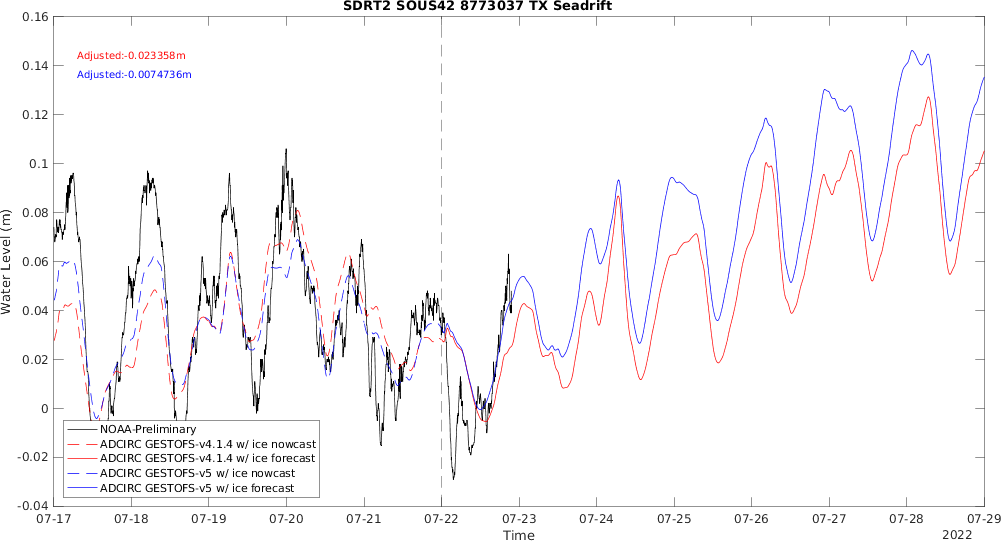 SDRT2 SOUS42 8773037 TX Seadrift
0.16
0.14
0.12
0.1
0.08
0.06
0.04
0.02
0
-0.02
-0.04
Water Level (m)
Adjusted:-0.023358m
Adjusted:-0.0074736m
NOAA-Preliminary
ADCIRC GESTOFS-v4.1.4 w/ ice nowcast
ADCIRC GESTOFS-v4.1.4 w/ ice forecast
ADCIRC GESTOFS-v5 w/ ice nowcast
ADCIRC GESTOFS-v5 w/ ice forecast
07-17 07-18 07-19 07-20 07-21 07-22 07-23 07-24 07-25 07-26 07-27 07-28 07-29
Time
2022